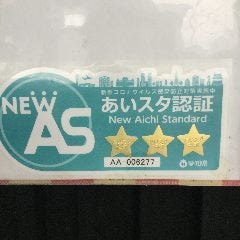 新型コロナウイルス感染防止対策実施中
NEW
AS
あいスタ認証
New Aichi Standard
AA-006277
愛知県